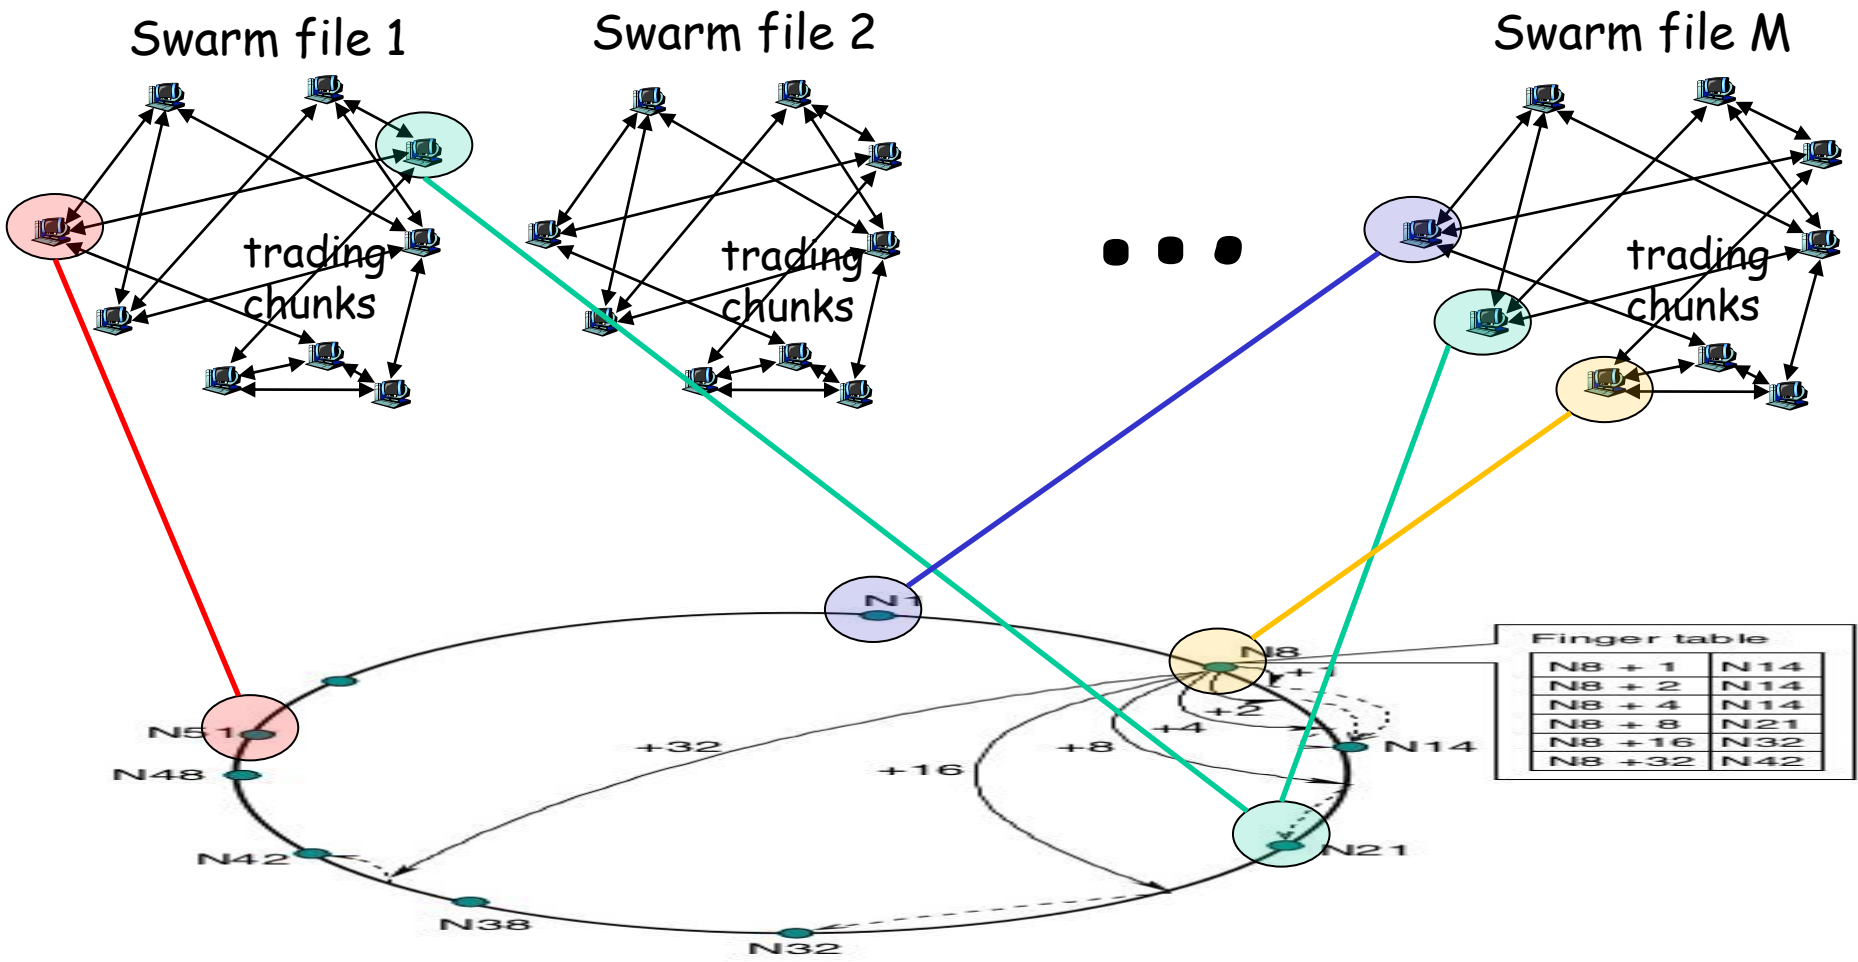 Swarm file 1
Swarm file 2
Swarm file M
trading
chunks
trading
chunks
trading
chunks
N1
N8
Finger table
N8 + 1 N14
N8 + 2 N14
N8 + 4 N14
N8 + 8 N21
N8 +16 N32
N8 +32 N42
+1
+2
+4
+8
+16
+32
N14
N21
N32
N38
N42
N48
N51